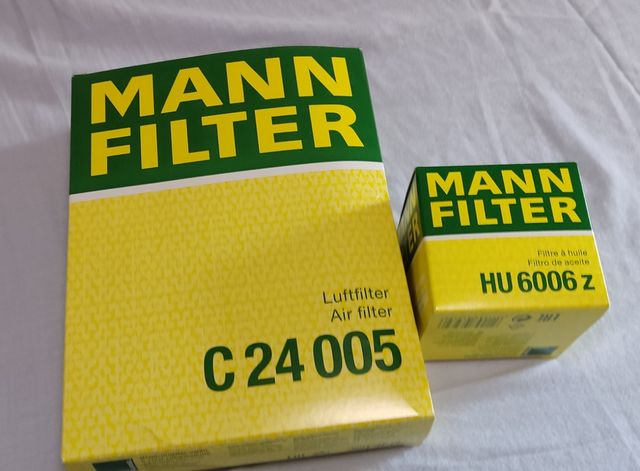 MANN
FILTER
Luftfilter
Air filter
C 24 005
MANN
FILTER
Filtre à huile
Filtro de aceite
HU 6006 z